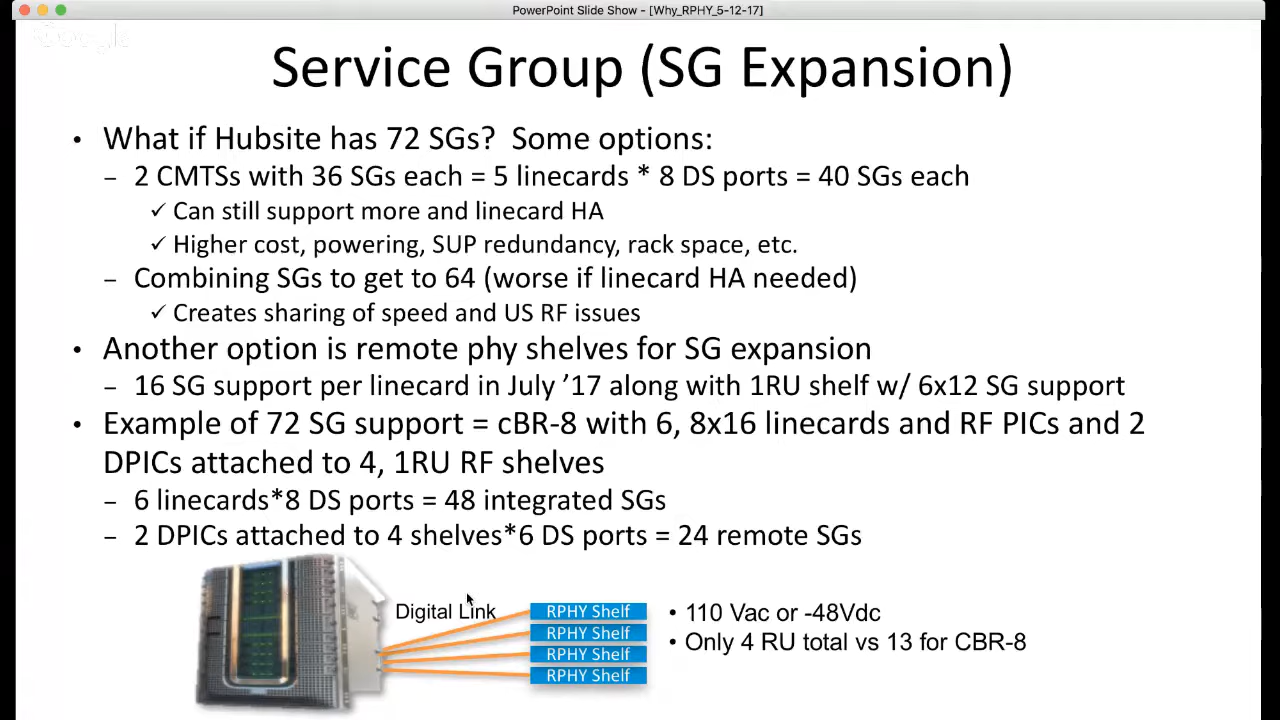 PowerPoint Slide Show - [Why_RPHY_5-12-17]
Google
Service Group (SG Expansion)
• What if Hubsite has 72 SGs? Some options:
– 2 CMTSs with 36 SGs each = 5 linecards * 8 DS ports = 40 SGs each
✓ Can still support more and linecard HA
✓ Higher cost, powering, SUP redundancy, rack space, etc.
– Combining SGs to get to 64 (worse if linecard HA needed)
✓ Creates sharing of speed and US RF issues
• Another option is remote phy shelves for SG expansion
– 16 SG support per linecard in July ’17 along with 1RU shelf w/ 6x12 SG support
• Example of 72 SG support = cBR-8 with 6, 8x16 linecards and RF PICs and 2
DPICs attached to 4, 1RU RF shelves
– 6 linecards*8 DS ports = 48 integrated SGs
– 2 DPICs attached to 4 shelves*6 DS ports = 24 remote SGs
Digital Link
RPHY Shelf
RPHY Shelf
RPHY Shelf
RPHY Shelf
• 110 Vac or -48Vdc
• Only 4 RU total vs 13 for CBR-8